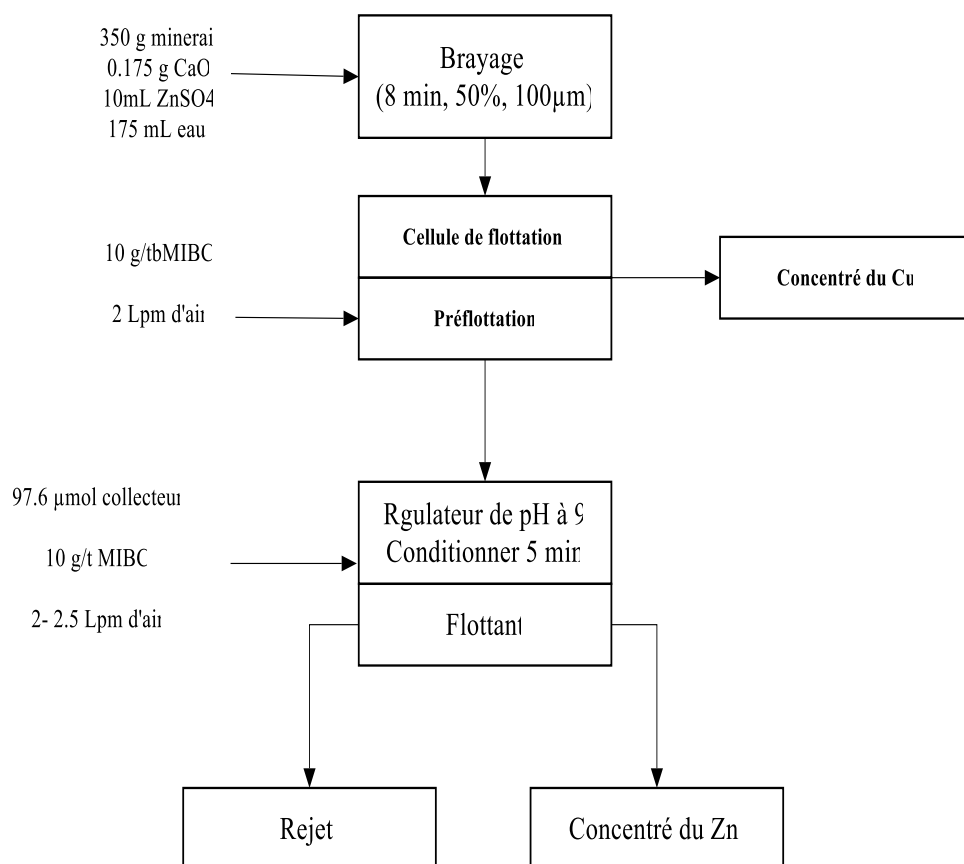 350 g minerai
0.175 g CaO
10mL ZnSO4
175 mL eau
Brayage
(8 min, 50%, 100µm)
10 g/tbMIBC
2 Lpm d'air
Cellule de flottation
Préflottation
Concentré du Cu
97.6 µmol collecteur
10 g/t MIBC
2- 2.5 Lpm d'air
Rgulateur de pH à 9
Conditionner 5 min
Flottant
Rejet
Concentré du Zn